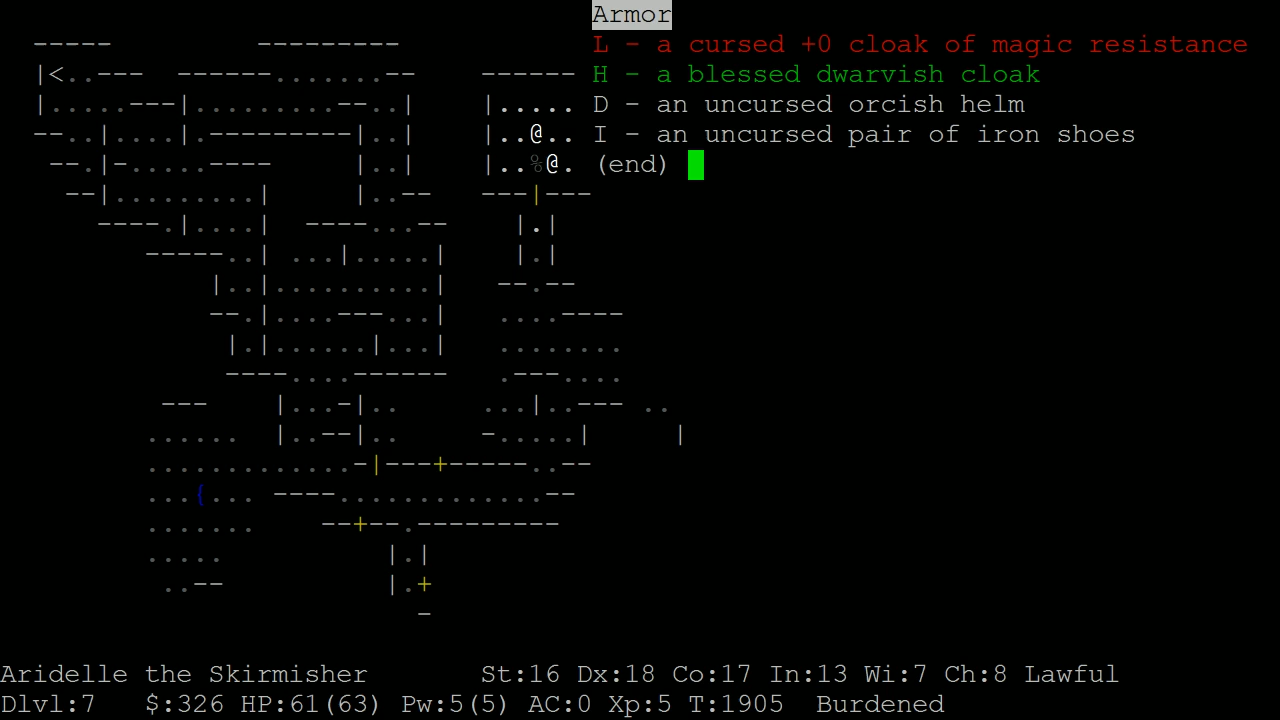 Armor
L - a cursed +0 cloak of magic resistance
H - a blessed dwarvish cloak
D - an uncursed orcish helm
I - an uncursed pair of iron shoes
(end)
Aridelle the Skirmisher St:16 Dx:18 Co:17 In:13 Wi:7 Ch:8 Lawful
Dlvl:7 $:326 HP:61(63) Pw:5(5) AC:0 Xp:5 T:1905 Burdened